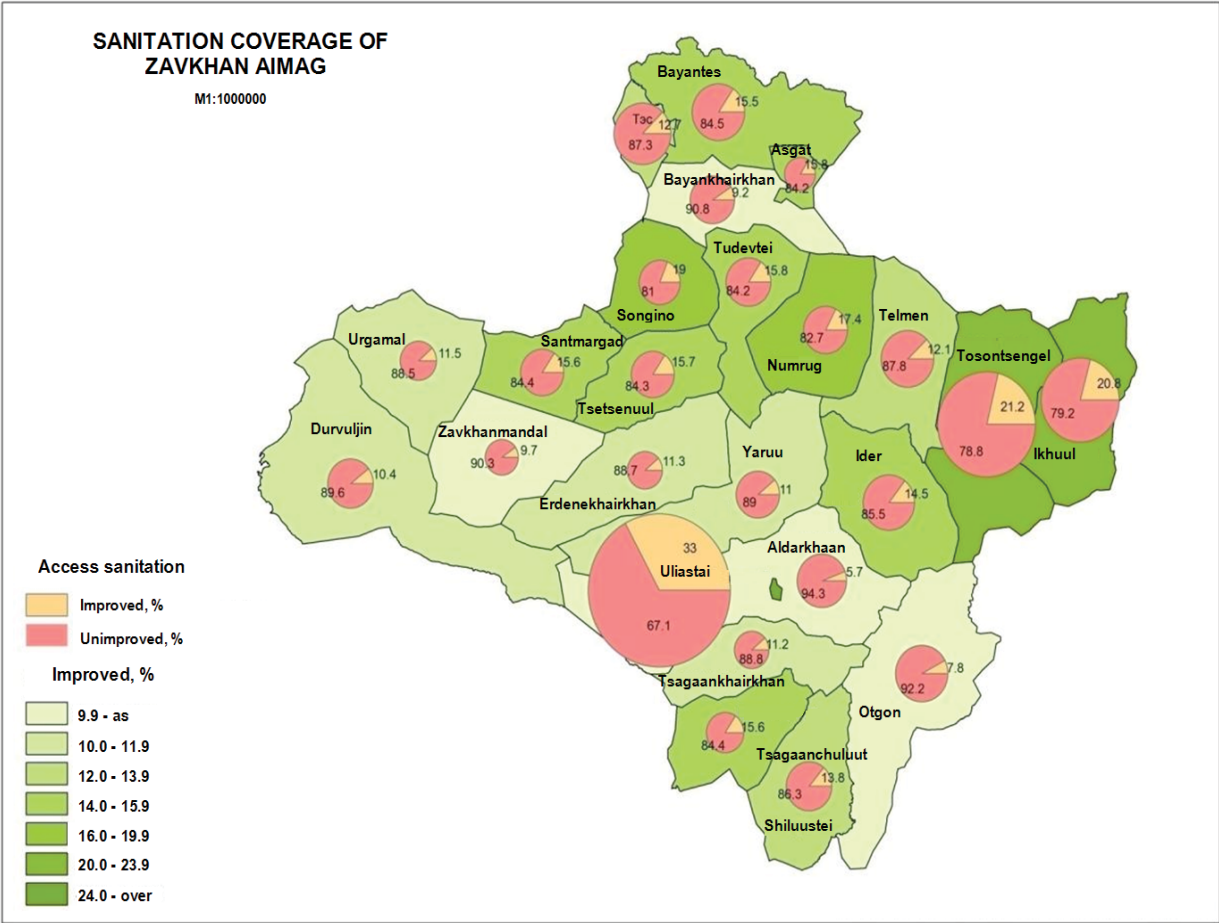 SANITATION COVERAGE OF
ZAVKHAN AIMAG
M1:1000000
Bayantes
15.5
84.5
Тэс
12.7
87.3
Asgat
15.8
84.2
Bayankhairkhan
9.2
90.8
Tudevtei
15.8
84.2
19
81
Songino
17.4
82.7
Numrug
Telmen
12.1
87.8
Tosontsengel
21.2
78.8
20.8
79.2
Ikhuul
Urgamal
11.5
88.5
Santmargad
15.6
84.4
15.7
84.3
Tsetsenuul
Durvuljin
10.4
89.6
Zavkhanmandal
9.7
90.3
11.3
88.7
Erdenekhairkhan
Yaruu
11
89
Ider
14.5
85.5
33
Uliastai
67.1
Aldarkhaan
5.7
94.3
11.2
88.8
Tsagaankhairkhan
7.8
92.2
Otgon
15.6
84.4
Tsagaanchuluut
13.8
86.3
Shiluustei
Access sanitation
Improved, %
Unimproved, %
Improved, %
9.9 - as
10.0 - 11.9
12.0 - 13.9
14.0 - 15.9
16.0 - 19.9
20.0 - 23.9
24.0 - over